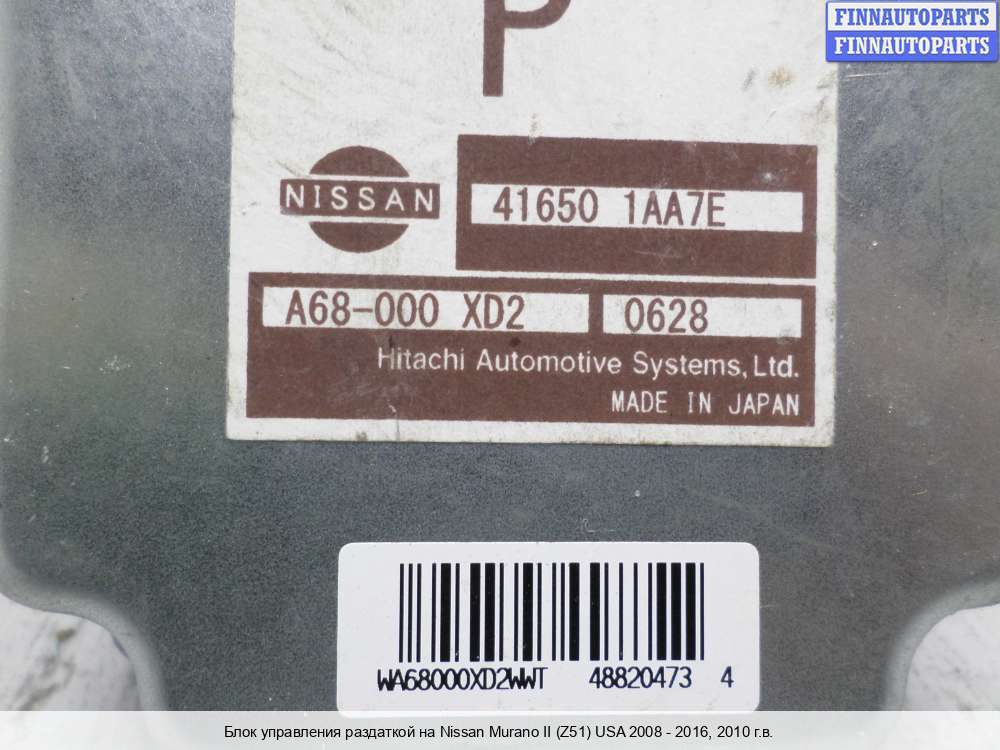 FINNAUTOPARTS
FINNAUTOPARTS
P
NISSAN
41650 1AA7E
A68-000 XD2
0628
Hitachi Automotive Systems, Ltd.
MADE IN JAPAN
WA68000XD2WWT 48820473 4
Блок управления раздаткой на Nissan Murano II (Z51) USA 2008 - 2016, 2010 г.в.